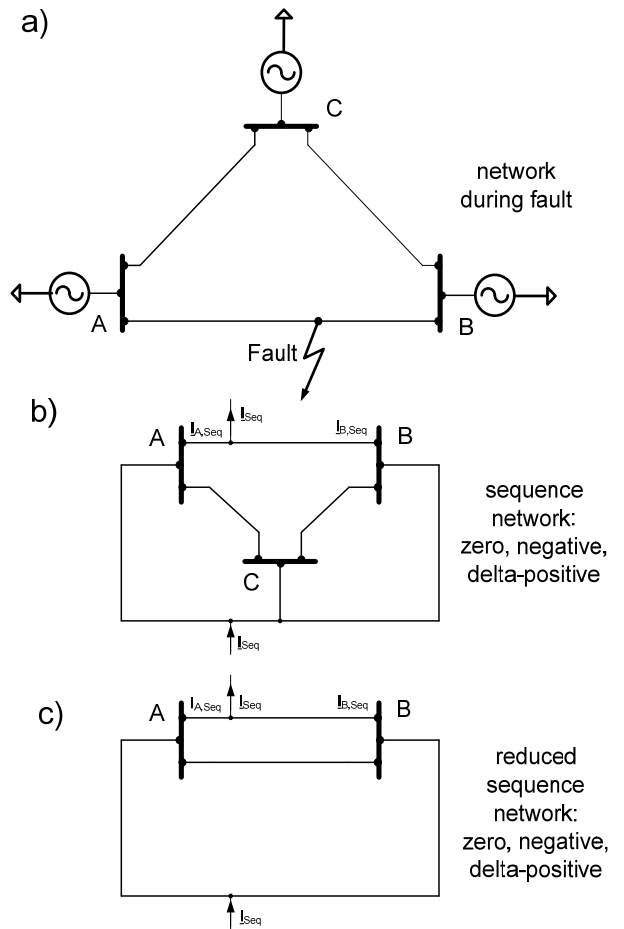 a)
C
network
during fault
A
B
Fault
b)
A
I_A,Seq
I_Seq
I_B,Seq
B
sequence
network:
zero, negative,
delta-positive
C
I_Seq
c)
A
I_A,Seq
I_Seq
I_B,Seq
B
reduced
sequence
network:
zero, negative,
delta-positive
I_Seq